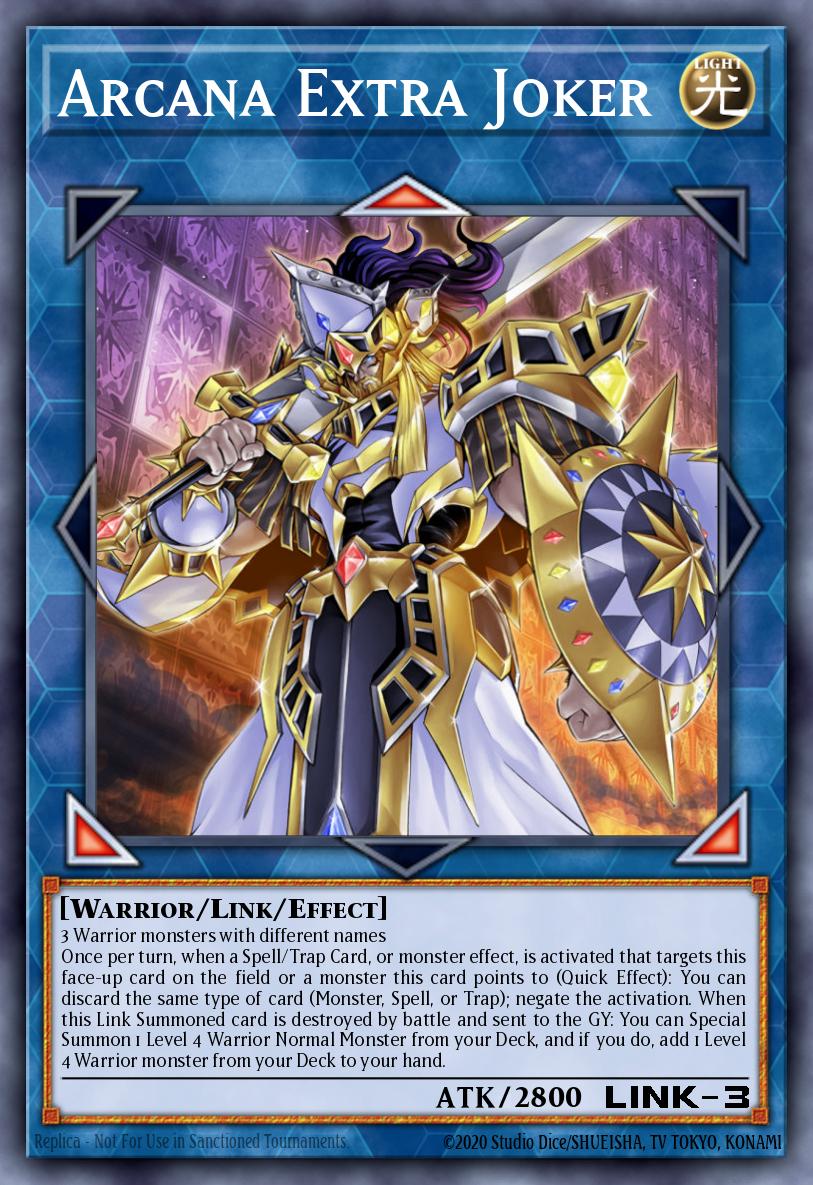 Arcana Extra Joker
LIGHT
光
[Warrior/Link/Effect]
3 Warrior monsters with different names
Once per turn, when a Spell/Trap Card, or monster effect, is activated that targets this
face-up card on the field or a monster this card points to (Quick Effect): You can
discard the same type of card (Monster, Spell, or Trap); negate the activation. When
this Link Summoned card is destroyed by battle and sent to the GY: You can Special
Summon 1 Level 4 Warrior Normal Monster from your Deck, and if you do, add 1 Level
4 Warrior monster from your Deck to your hand.
ATK/2800 LINK-3
Replica - Not For Use in Sanctioned Tournaments.
©2020 Studio Dice/SHUEISHA, TV TOKYO, KONAMI